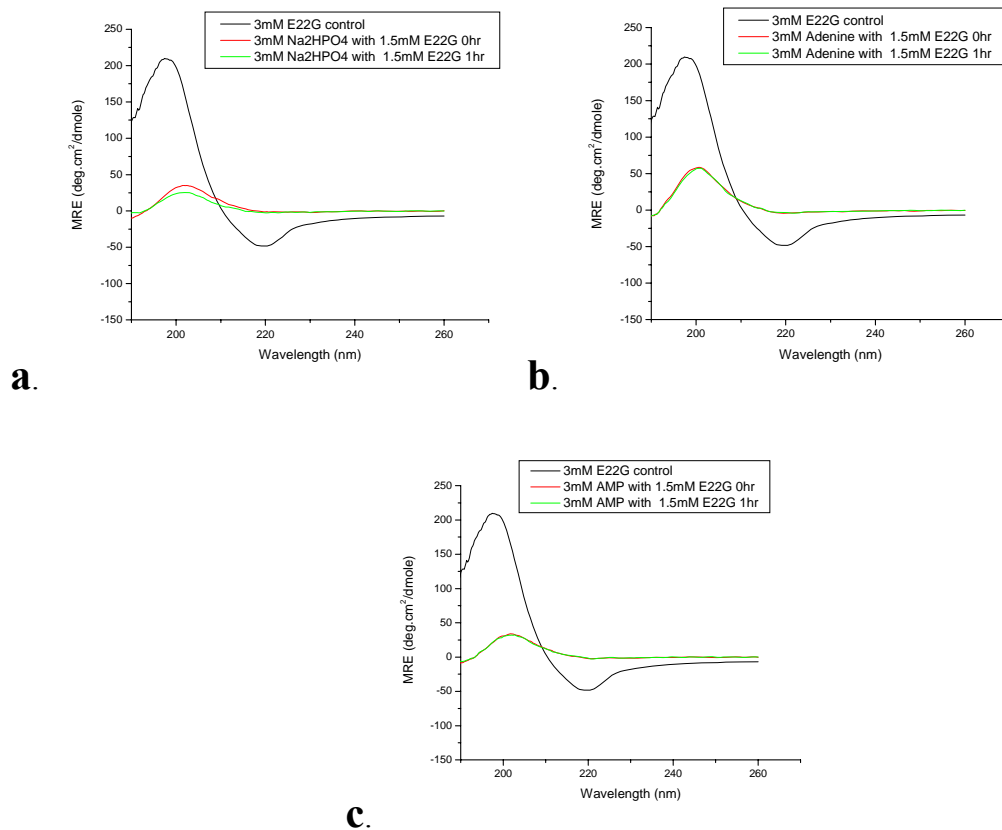 3mM E22G control
3mM Na2HPO4 with 1.5mM E22G 0hr
3mM Na2HPO4 with  1.5mM E22G 1hr
MRE (deg.cm²/dmole)
200
150
100
50
0
-50
-100
-150
200 220 240 260
Wavelength (nm)
a.
3mM E22G control
3mM Adenine with  1.5mM E22G 0hr
3mM Adenine with  1.5mM E22G 1hr
MRE (deg.cm²/dmole)
200
150
100
50
0
-50
-100
-150
200 220 240 260
Wavelength (nm)
b.
3mM E22G control
3mM AMP with 1.5mM E22G 0hr
3mM AMP with  1.5mM E22G 1hr
MRE (deg.cm²/dmole)
250
200
150
100
50
0
-50
-100
-150
200 220 240 260
Wavelength (nm)
c.